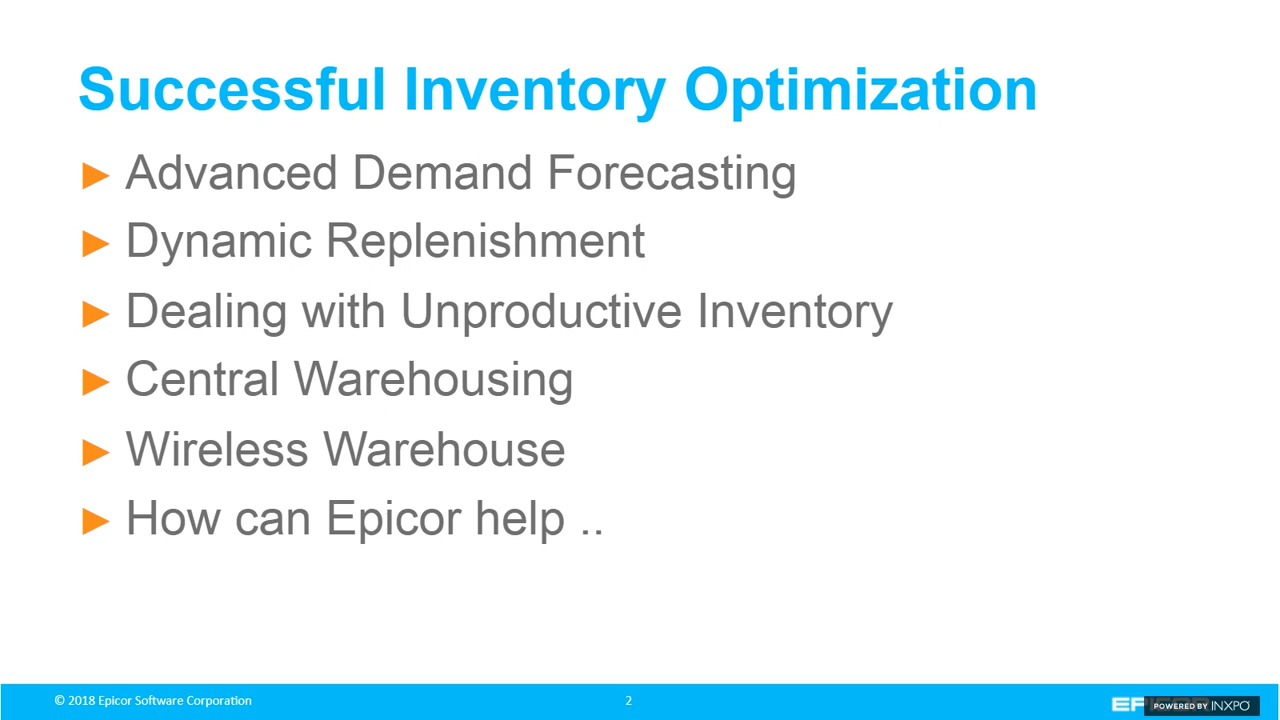 Successful Inventory Optimization
► Advanced Demand Forecasting
► Dynamic Replenishment
► Dealing with Unproductive Inventory
► Central Warehousing
► Wireless Warehouse
► How can Epicor help ..
© 2018 Epicor Software Corporation
2
POWERED BY INXPO